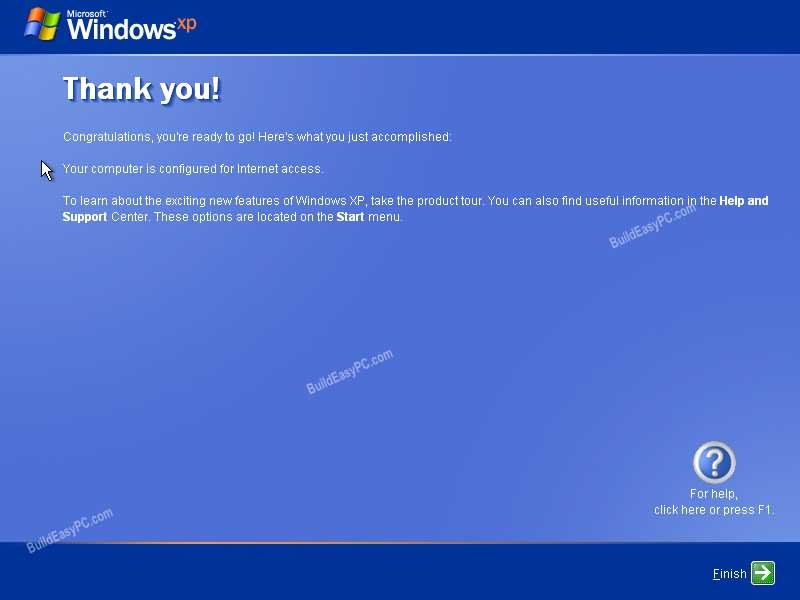 Microsoft
Windows xp
Thank you!
Congratulations, you're ready to go! Here's what you just accomplished:
Your computer is configured for Internet access.
To learn about the exciting new features of Windows XP, take the product tour. You can also find useful information in the Help and
Support Center. These options are located on the Start menu.
BuildEasyPC.com
BuildEasyPC.com
For help,
click here or press F1.
BuildEasyPC.com
Finish